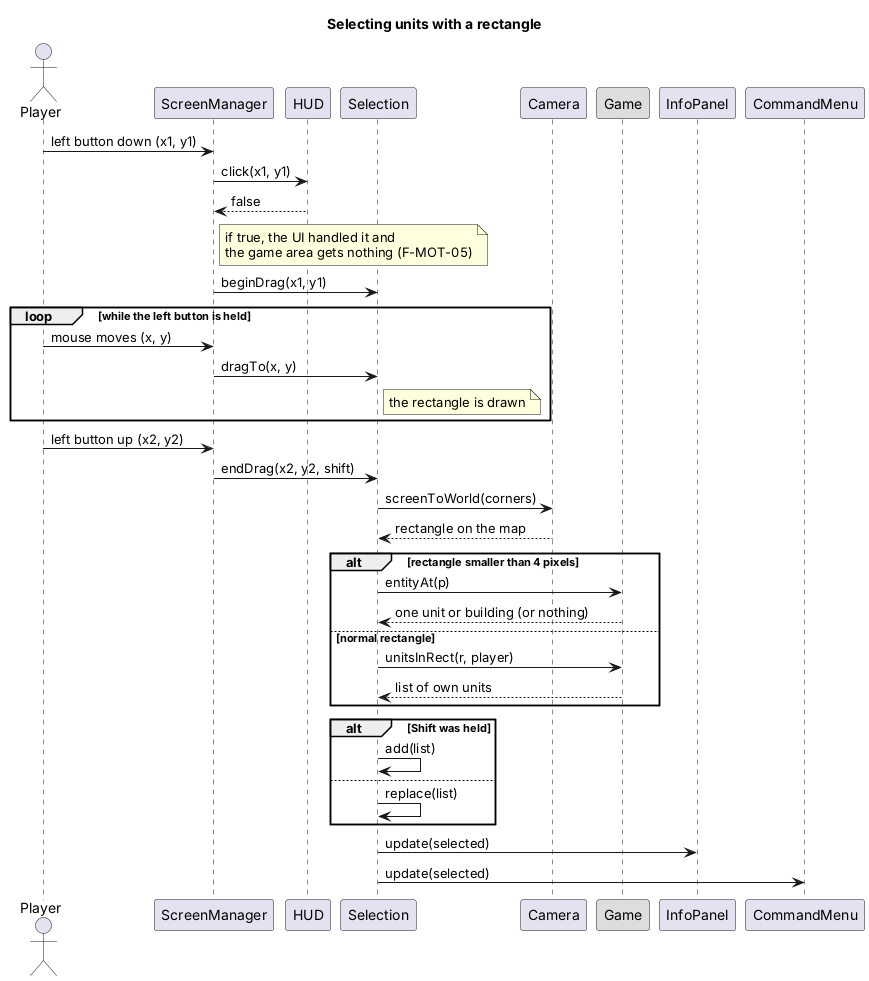 Selecting units with a rectangle
Player
ScreenManager
HUD
Selection
Camera
Game
InfoPanel
CommandMenu
left button down (x1, y1)
click(x1, y1)
false
if true, the UI handled it and
the game area gets nothing (F-MOT-05)
beginDrag(x1, y1)
loop [while the left button is held]
mouse moves (x, y)
dragTo(x, y)
the rectangle is drawn
left button up (x2, y2)
endDrag(x2, y2, shift)
screenToWorld(corners)
rectangle on the map
alt [rectangle smaller than 4 pixels]
entityAt(p)
one unit or building (or nothing)
[normal rectangle]
unitsInRect(r, player)
list of own units
alt [Shift was held]
add(list)
replace(list)
update(selected)
update(selected)
Player
ScreenManager
HUD
Selection
Camera
Game
InfoPanel
CommandMenu